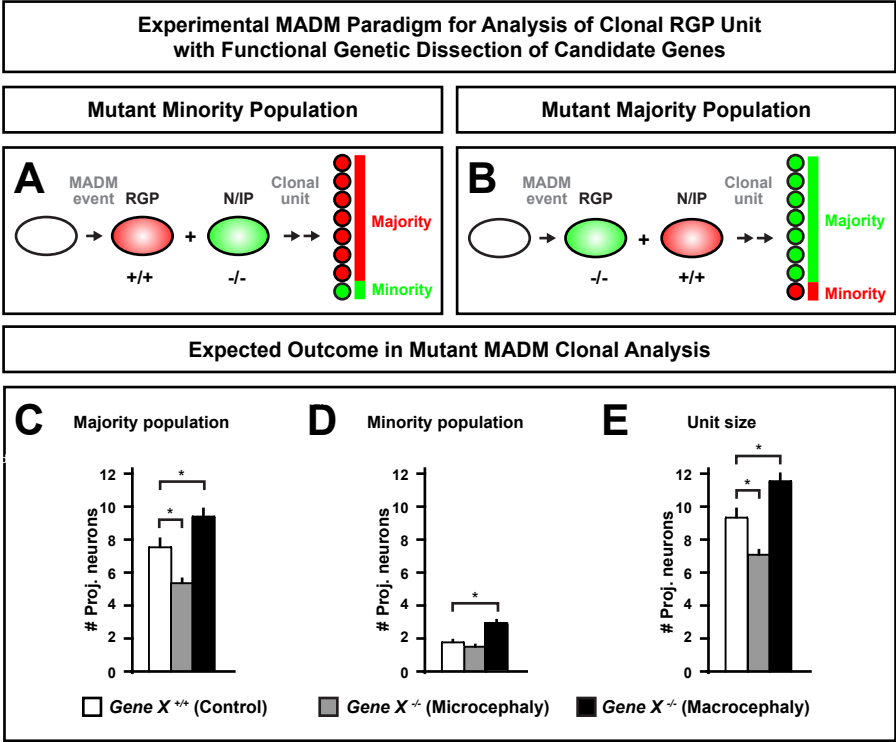 Experimental MADM Paradigm for Analysis of Clonal RGP Unit
with Functional Genetic Dissection of Candidate Genes
Mutant Minority Population
Mutant Majority Population
A
MADM
event
RGP
N/IP
Clonal
unit
+
+/+
-/-
Majority
Minority
B
MADM
event
RGP
N/IP
Clonal
unit
+
-/-
+/+
Majority
Minority
Expected Outcome in Mutant MADM Clonal Analysis
C
Majority population
# Proj. neurons
12
10
8
6
4
2
0
*
*
D
Minority population
# Proj. neurons
12
10
8
6
4
2
0
*
E
Unit size
# Proj. neurons
12
10
8
6
4
2
0
*
*
Gene X +/+ (Control)
Gene X -/- (Microcephaly)
Gene X -/- (Macrocephaly)